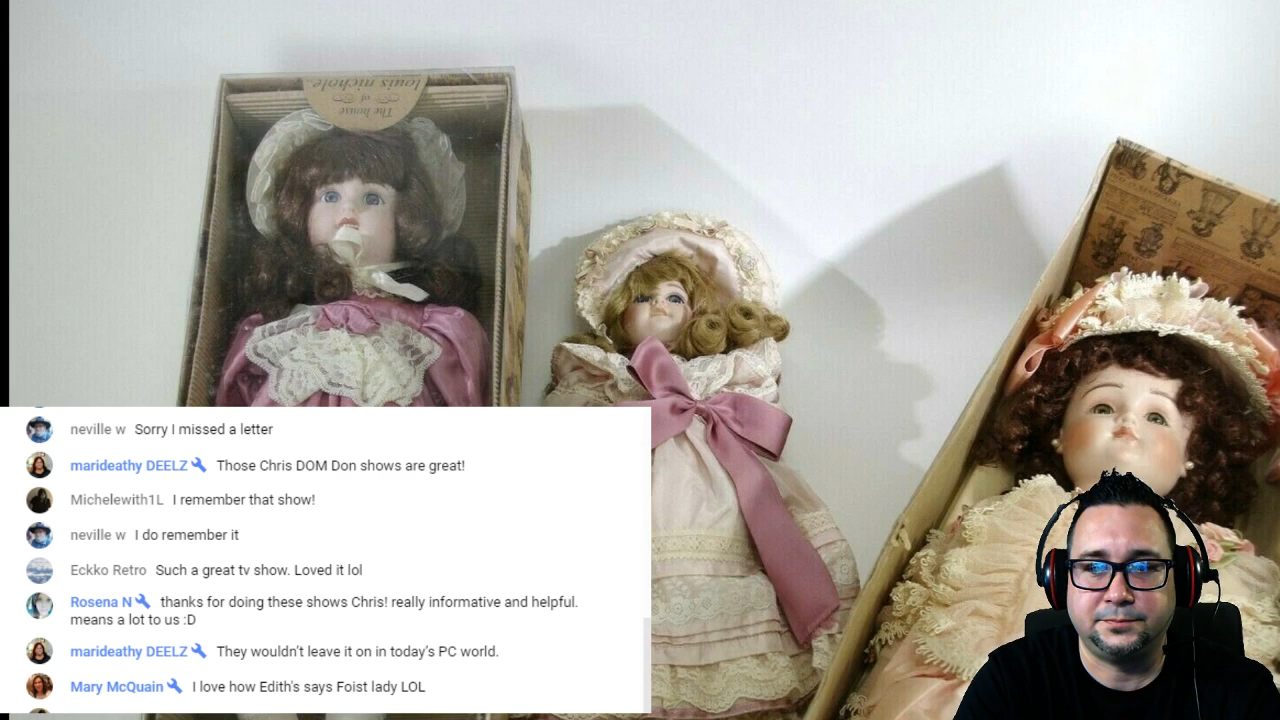 The house
of
louis nichole
neville w Sorry I missed a letter
marideathy DEELZ Those Chris DOM Don shows are great!
Michelewith1L I remember that show!
neville w I do remember it
Eckko Retro Such a great tv show. Loved it lol
Rosena N thanks for doing these shows Chris! really informative and helpful.
means a lot to us :D
marideathy DEELZ They wouldn't leave it on in today's PC world.
Mary McQuain I love how Edith's says Foist lady LOL